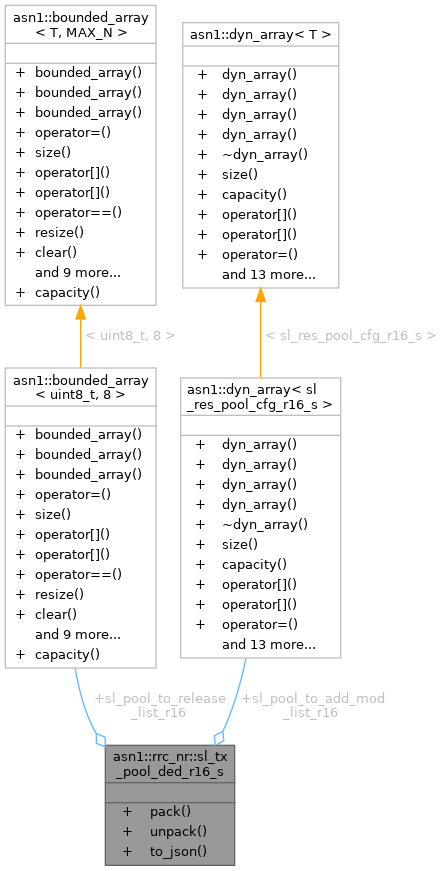 asn1::bounded_array
< T, MAX_N >
+ bounded_array()
+ bounded_array()
+ bounded_array()
+ operator=()
+ size()
+ operator[]()
+ operator[]()
+ operator==()
+ resize()
+ clear()
and 9 more...
+ capacity()
asn1::dyn_array< T >
+ dyn_array()
+ dyn_array()
+ dyn_array()
+ dyn_array()
+ ~dyn_array()
+ size()
+ capacity()
+ operator[]()
+ operator[]()
+ operator=()
and 13 more...
< uint8_t, 8 >
< sl_res_pool_cfg_r16_s >
asn1::bounded_array
< uint8_t, 8 >
+ bounded_array()
+ bounded_array()
+ bounded_array()
+ operator=()
+ size()
+ operator[]()
+ operator[]()
+ operator==()
+ resize()
+ clear()
and 9 more...
+ capacity()
asn1::dyn_array< sl
_res_pool_cfg_r16_s >
+ dyn_array()
+ dyn_array()
+ dyn_array()
+ dyn_array()
+ ~dyn_array()
+ size()
+ capacity()
+ operator[]()
+ operator[]()
+ operator=()
and 13 more...
+sl_pool_to_release
_list_r16
+sl_pool_to_add_mod
_list_r16
asn1::rrc_nr::sl_tx
_pool_ded_r16_s
+ pack()
+ unpack()
+ to_json()